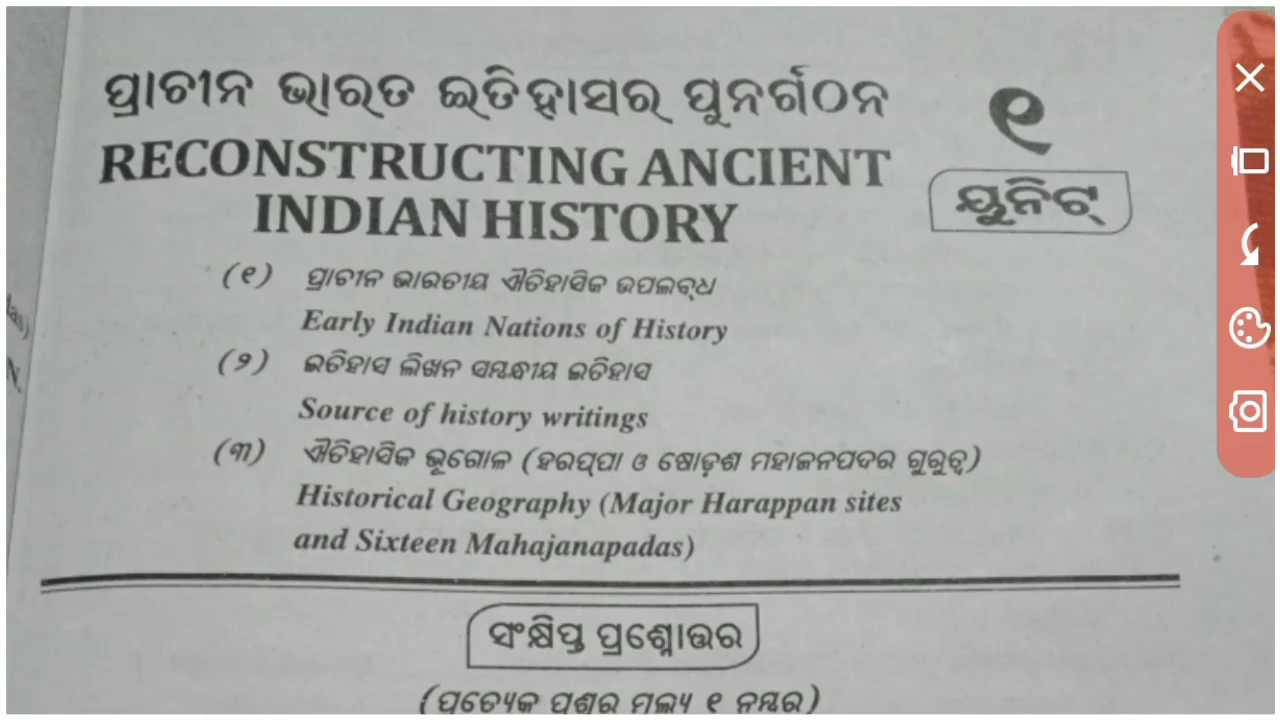 ପ୍ରାଚୀନ ଭାରତ ଇତିହାସର ପୁନର୍ଗଠନ
RECONSTRUCTING ANCIENT
INDIAN HISTORY
୧
ୟୁନିଟ୍
(୧) ପ୍ରାଚୀନ ଭାରତୀୟ ଐତିହାସିକ ଉପଲବ୍ଧ
Early Indian Nations of History
(୨) ଇତିହାସ ଲିଖନ ସମ୍ବନ୍ଧୀୟ ଇତିହାସ
Source of history writings
(୩) ଐତିହାସିକ ଭୂଗୋଳ (ହରପ୍ପା ଓ ଷୋଡ଼ଶ ମହାଜନପଦର ଗୁରୁତ୍ୱ)
Historical Geography (Major Harappan sites
and Sixteen Mahajanapadas)
ସଂକ୍ଷିପ୍ତ ପ୍ରଶ୍ନୋତ୍ତର
(ପ୍ରତ୍ୟେକ ପ୍ରଶ୍ନର ମୂଲ୍ୟ ୧ ନମ୍ବର)